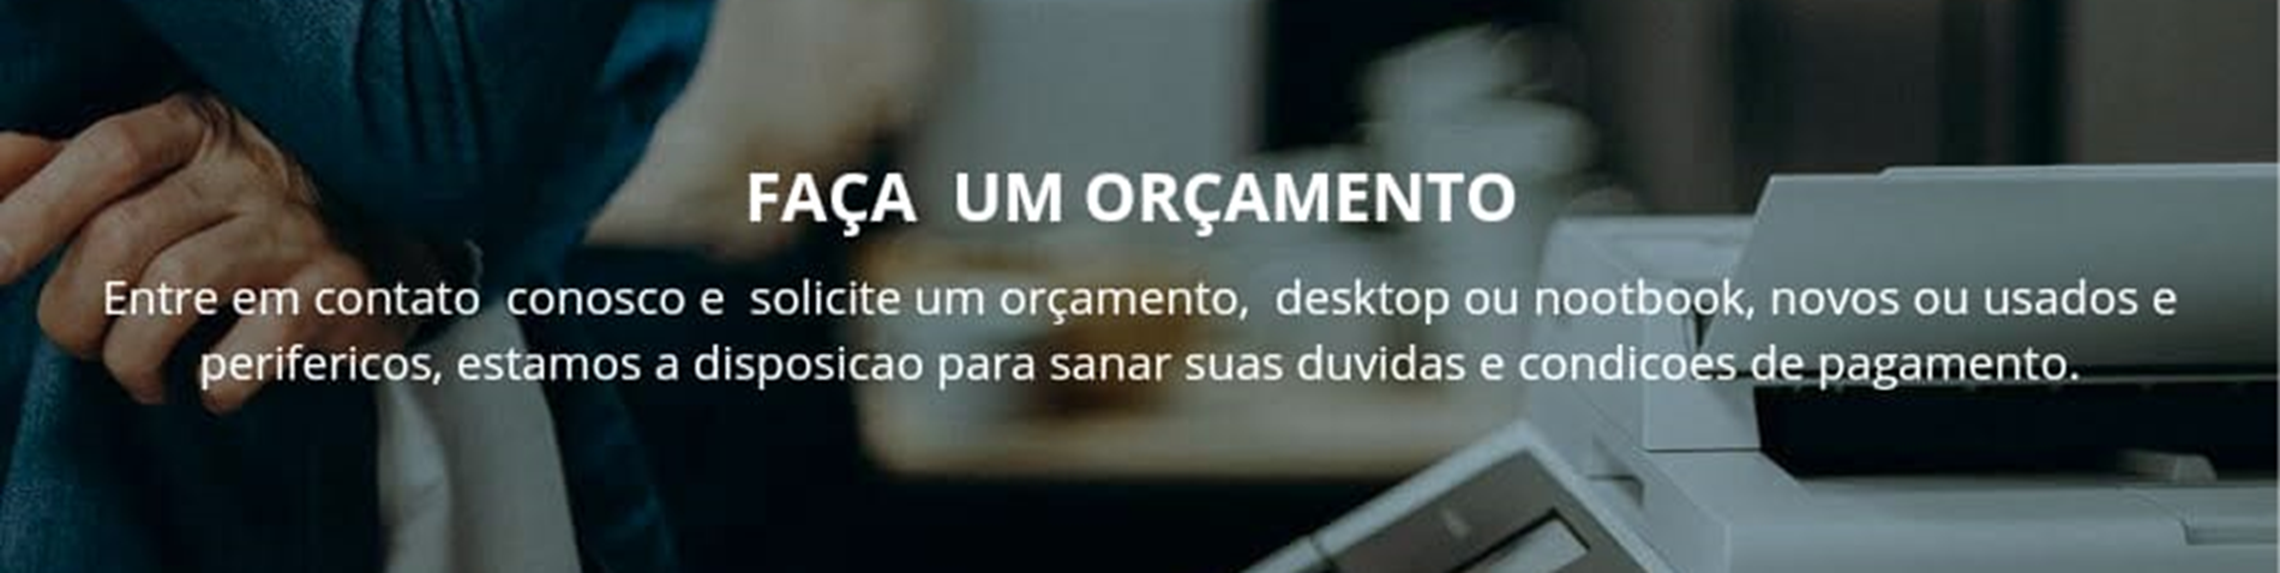 FAÇA  UM ORÇAMENTO
Entre em contato  conosco e  solicite um orçamento,  desktop ou nootbook, novos ou usados e
perifericos, estamos a disposicao para sanar suas duvidas e condicoes de pagamento.